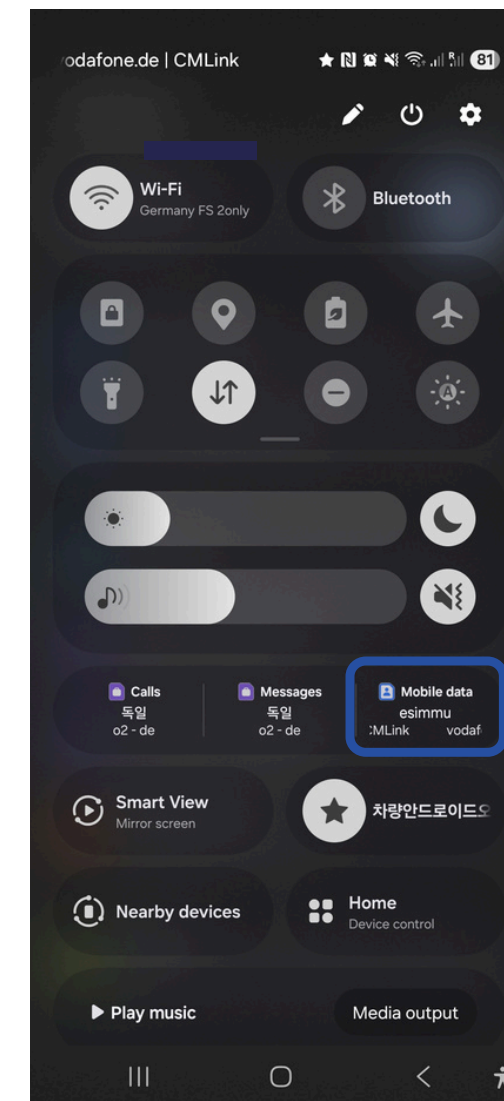 odafone.de | CMLink
81
Wi-Fi
Germany FS 2only
Bluetooth
Calls
독일
o2 - de
Messages
독일
o2 - de
Mobile data
esimmu
CMLink vodaf
Smart View
Mirror screen
차량안드로이드오
Nearby devices
Home
Device control
Play music
Media output